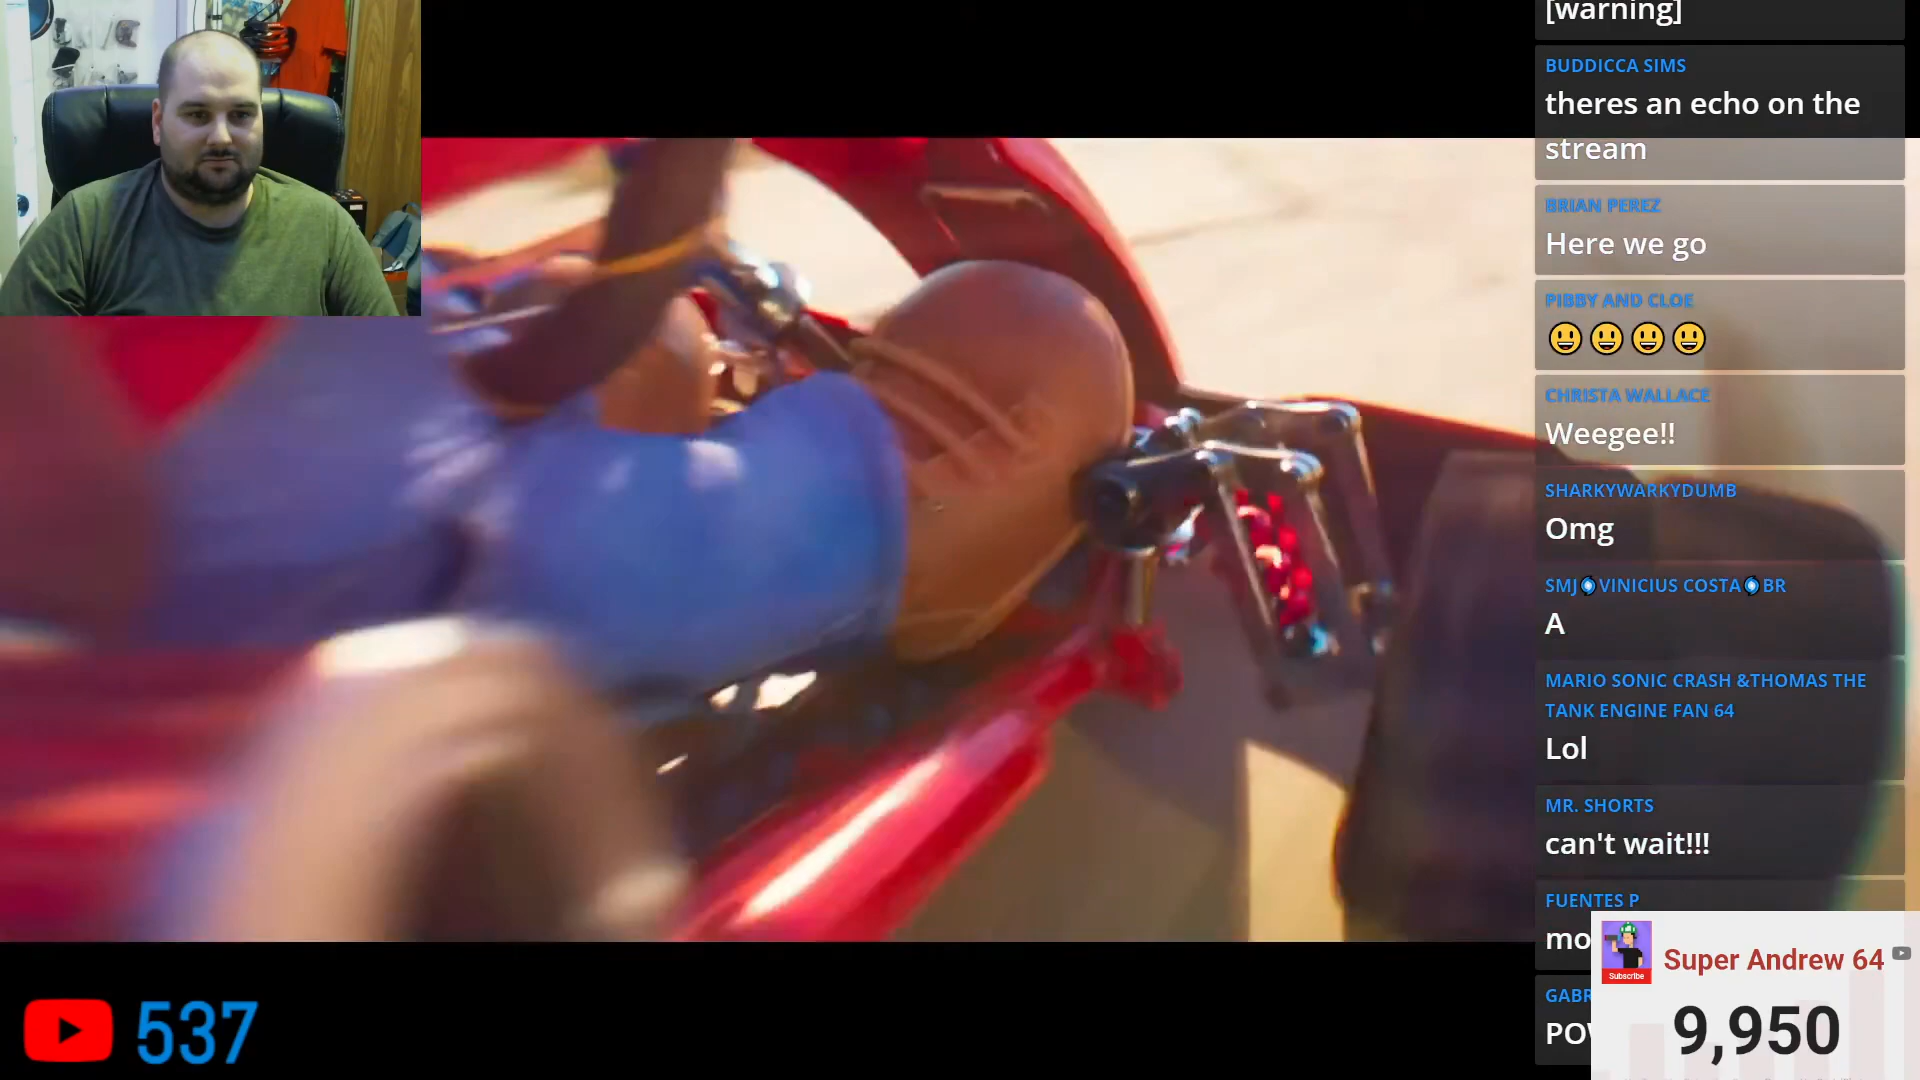 [warning]
BUDDICCA SIMS
theres an echo on the
stream
BRIAN PEREZ
Here we go
PIBBY AND CLOE
😃😃😃😃
CHRISTA WALLACE
Weegee!!
SHARKYWARKYDUMB
Omg
SMJ🌀VINICIUS COSTA🌀BR
A
MARIO SONIC CRASH &THOMAS THE
TANK ENGINE FAN 64
Lol
MR. SHORTS
can't wait!!!
FUENTES P
mo
GABR
PO
Super Andrew 64
Subscribe
9,950
537